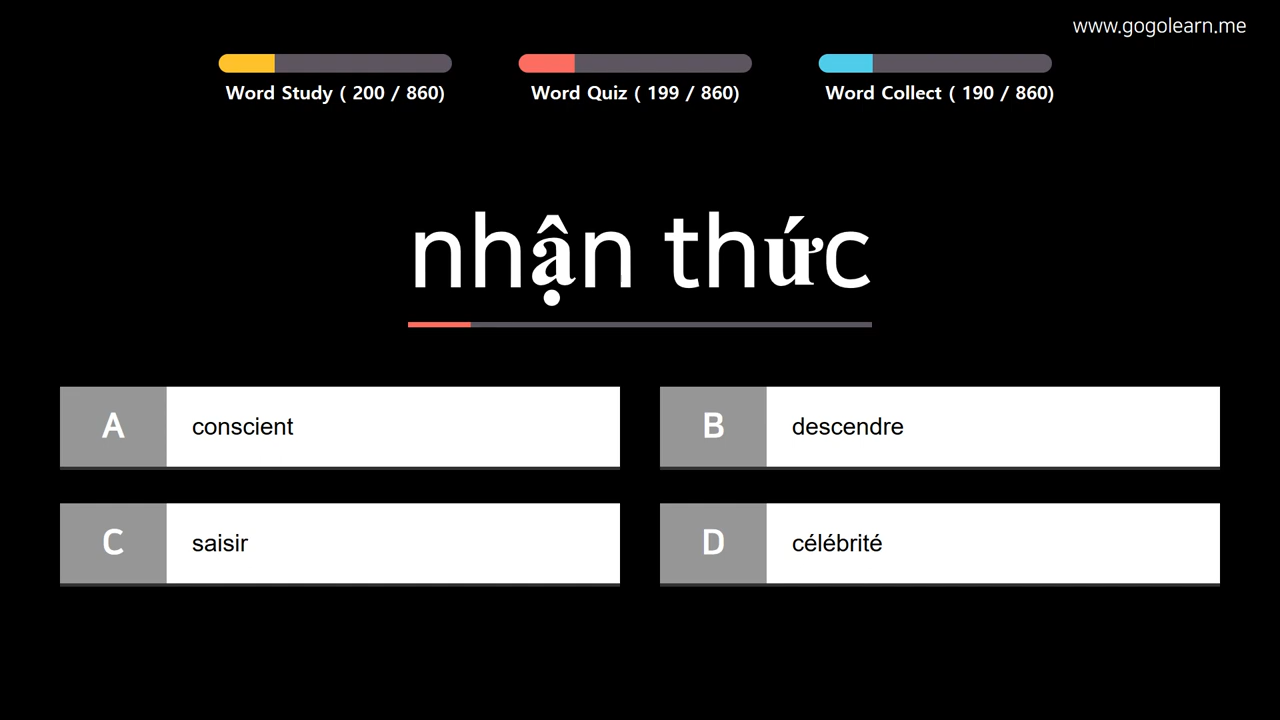 www.gogolearn.me
Word Study ( 200 / 860)
Word Quiz ( 199 / 860)
Word Collect ( 190 / 860)
nhận thức
A conscient
B descendre
C saisir
D célébrité